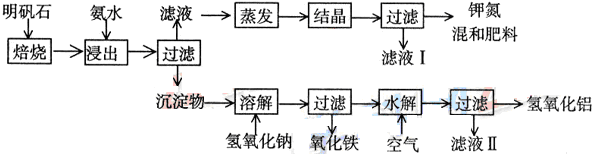 明矾石 氨水 滤液 蒸发 结晶 过滤 钾氮
混和肥料
焙烧 浸出 过滤 滤液Ⅰ
沉淀物 溶解 过滤 水解 过滤 氢氧化铝
氢氧化钠 氧化铁 空气 滤液Ⅱ